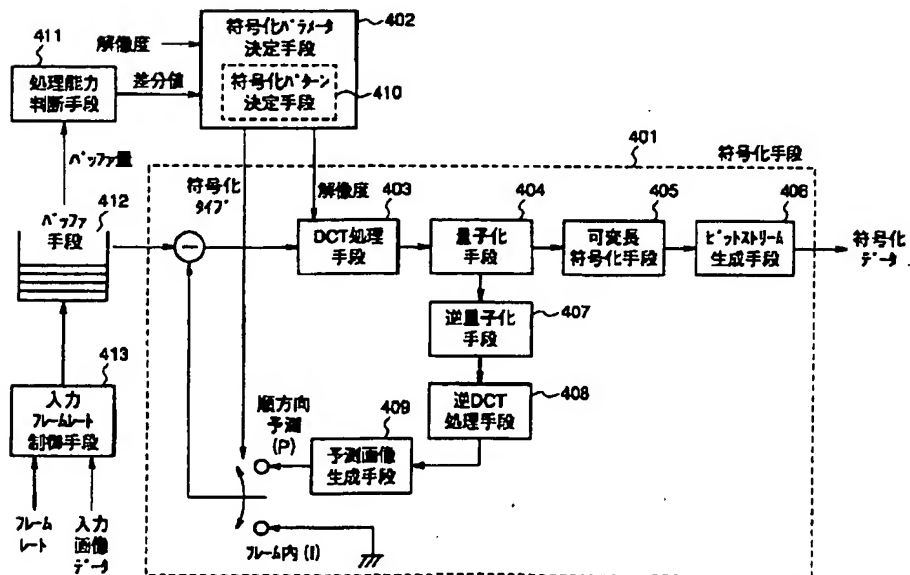 402
符号化パラメータ
決定手段
411
解像度
処理能力
判断手段
差分値
符号化パターン
決定手段
410
バッファ量
401
符号化手段
符号化
タイプ
解像度
バッファ
手段
412
403
DCT処理
手段
404
量子化
手段
405
可変長
符号化手段
406
ビットストリーム
生成手段
符号化
データ
逆量子化
手段
407
413
入力
フレームレート
制御手段
順方向
予測
(P)
409
予測画像
生成手段
逆DCT
処理手段
408
フレーム
レート
入力
画像
データ
フレーム内(I)